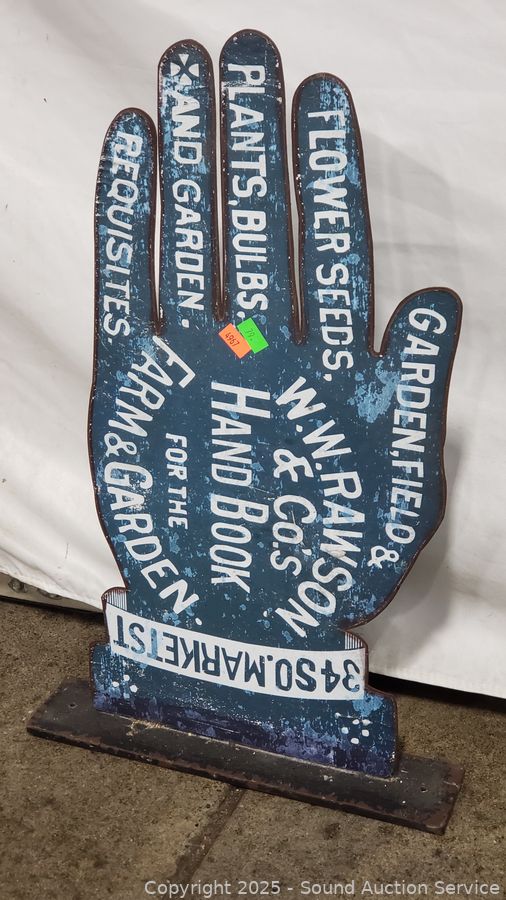 W.W. RAWSON
& CO'S
HAND BOOK
FOR THE
FARM & GARDEN.
GARDEN, FIELD &
FLOWER SEEDS,
PLANTS, BULBS.
AND GARDEN.
REQUISITES.
34 SO. MARKET ST
4967
Copyright © 2025 - Sound Auction Service